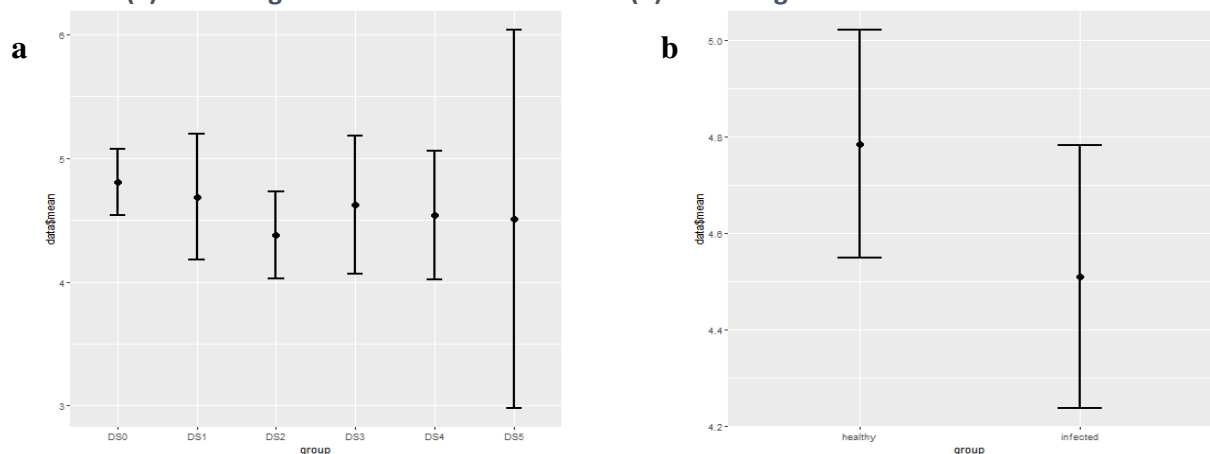 a
6
5
4
3
data$mean
DS0 DS1 DS2 DS3 DS4 DS5
group
b
5.0
4.8
4.6
4.4
4.2
data$mean
healthy infected
group